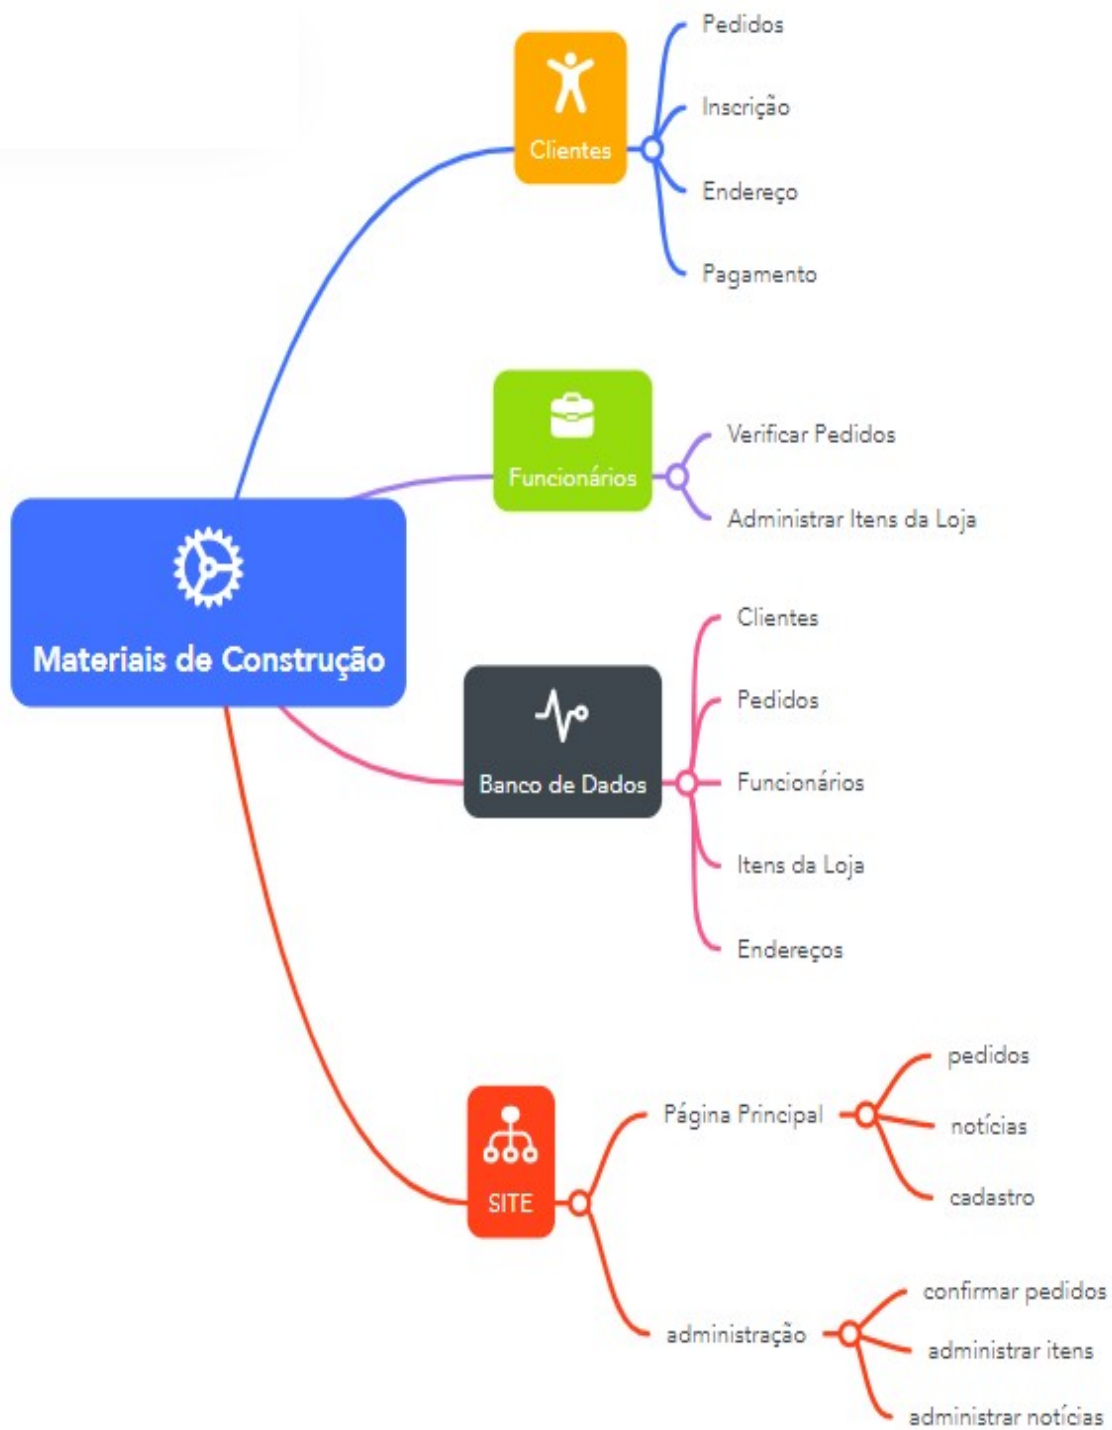 Pedidos
Inscrição
Clientes
Endereço
Pagamento
Verificar Pedidos
Funcionários
Administrar Itens da Loja
Materiais de Construção
Clientes
Pedidos
Banco de Dados
Funcionários
Itens da Loja
Endereços
SITE
Página Principal
pedidos
notícias
cadastro
administração
confirmar pedidos
administrar itens
administrar notícias